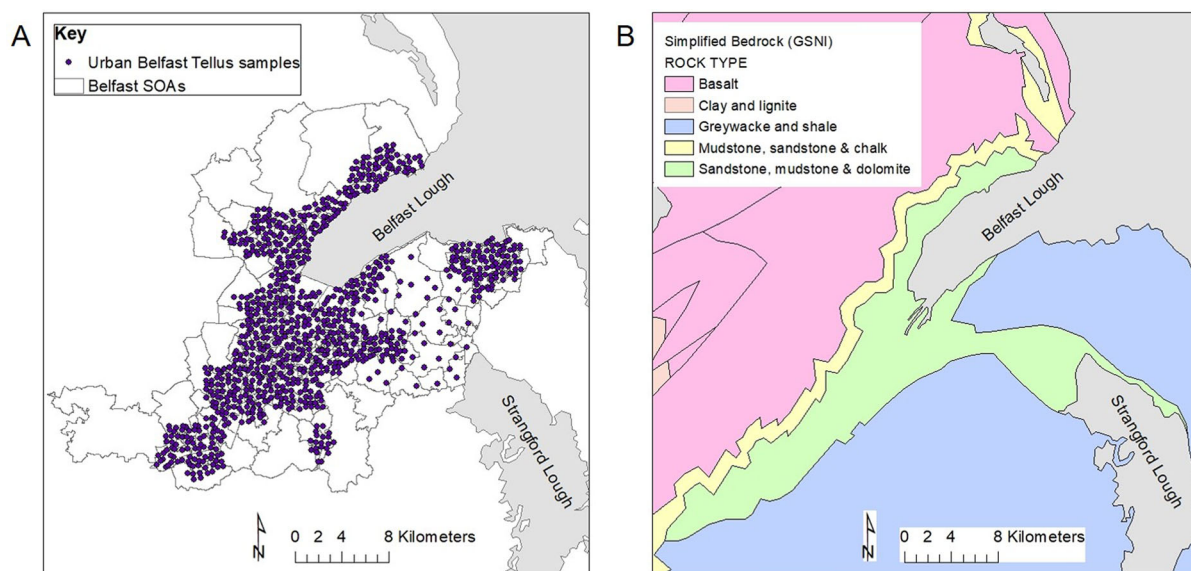 A
Key
Urban Belfast Tellus samples
Belfast SOAs
Belfast Lough
Strangford Lough
N
0 2 4 8 Kilometers
B
Simplified Bedrock (GSNI)
ROCK TYPE
Basalt
Clay and lignite
Greywacke and shale
Mudstone, sandstone & chalk
Sandstone, mudstone & dolomite
Belfast Lough
Strangford Lough
N
0 2 4 8 Kilometers